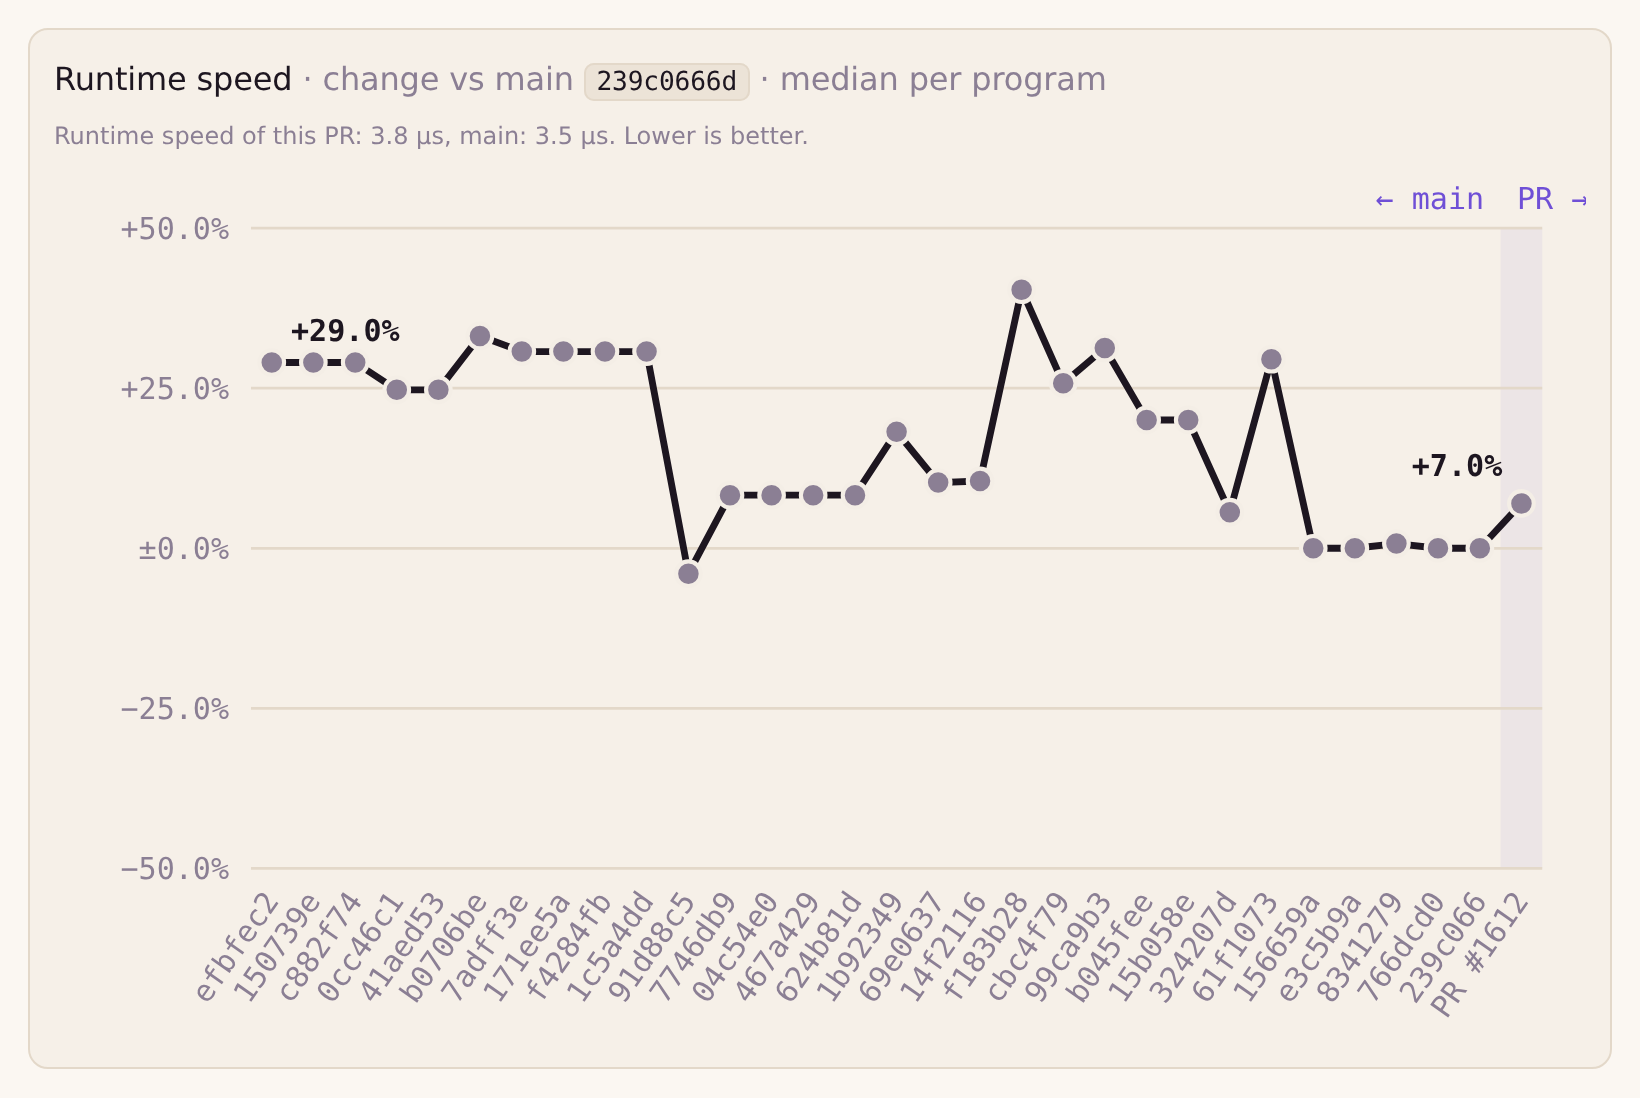 Runtime speed · change vs main 239c0666d · median per program
Runtime speed of this PR: 3.8 µs, main: 3.5 µs. Lower is better.
← main PR →
+50.0%
+29.0%
+25.0%
+7.0%
±0.0%
−25.0%
−50.0%
efbfec2
150739e
c882f74
0cc46c1
41aed53
b0706be
7adff3e
171ee5a
f4284fb
1c5a4dd
91d88c5
7746db9
04c54e0
467a429
624b81d
1b92349
69e0637
14f2116
f183b28
cbc4f79
99ca9b3
b045fee
15b058e
324207d
61f1073
156659a
e3c5b9a
8341279
766dcd0
239c066
PR #1612